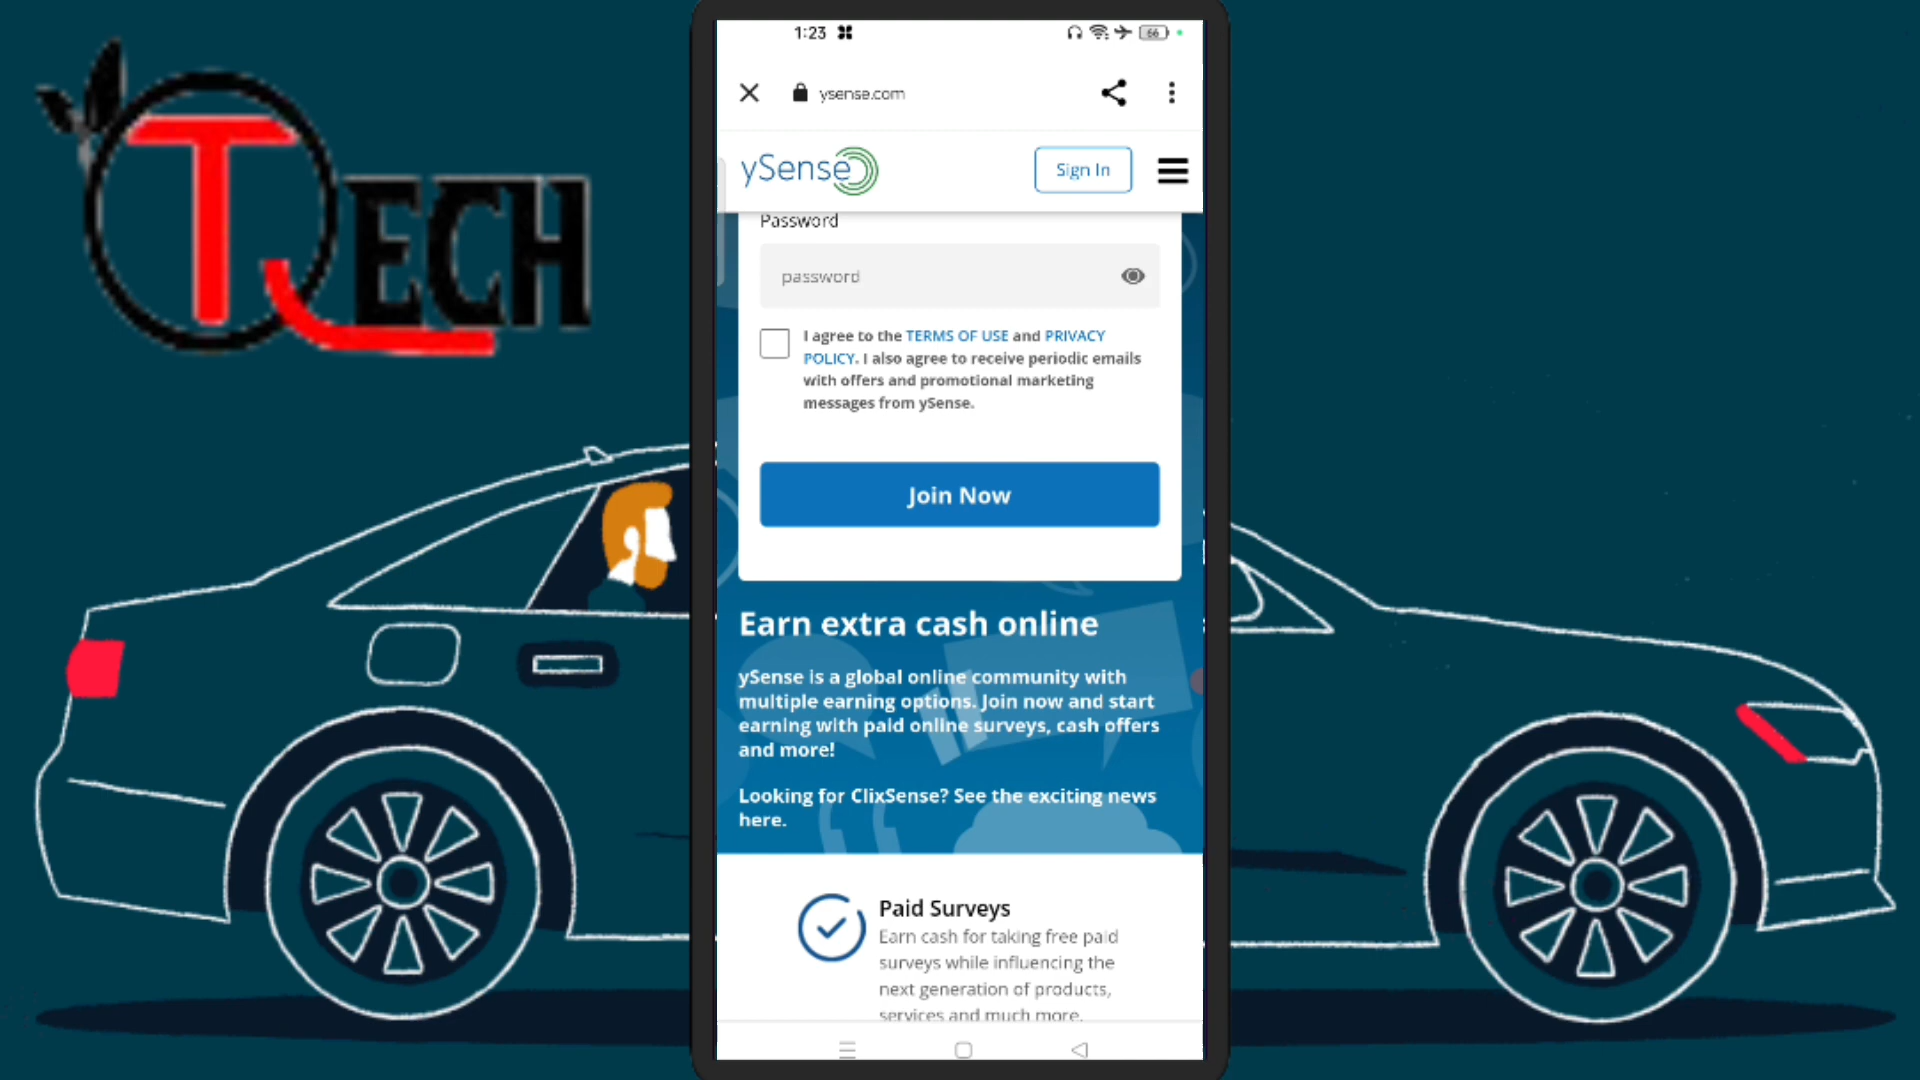 TECH
1:23
66
ysense.com
ySense
Sign In
Password
password
I agree to the TERMS OF USE and PRIVACY
POLICY. I also agree to receive periodic emails
with offers and promotional marketing
messages from ySense.
Join Now
Earn extra cash online
ySense is a global online community with
multiple earning options. Join now and start
earning with paid online surveys, cash offers
and more!
Looking for ClixSense? See the exciting news
here.
Paid Surveys
Earn cash for taking free paid
surveys while influencing the
next generation of products,
services and much more.